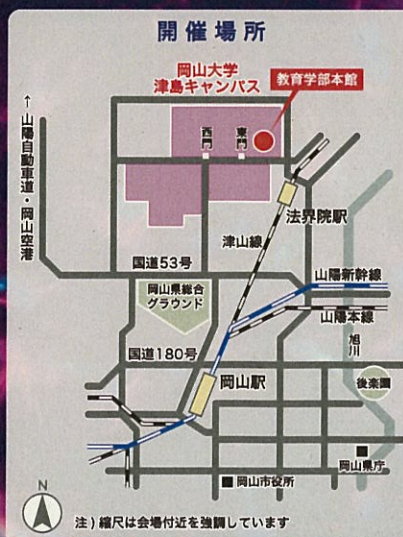 開催場所
岡山大学
津島キャンパス
教育学部本館
西門
東門
↑山陽自動車道・岡山空港
法界院駅
津山線
国道53号
山陽新幹線
岡山県総合
グラウンド
山陽本線
旭川
国道180号
岡山駅
後楽園
岡山県庁
岡山市役所
N
注)縮尺は会場付近を強調しています